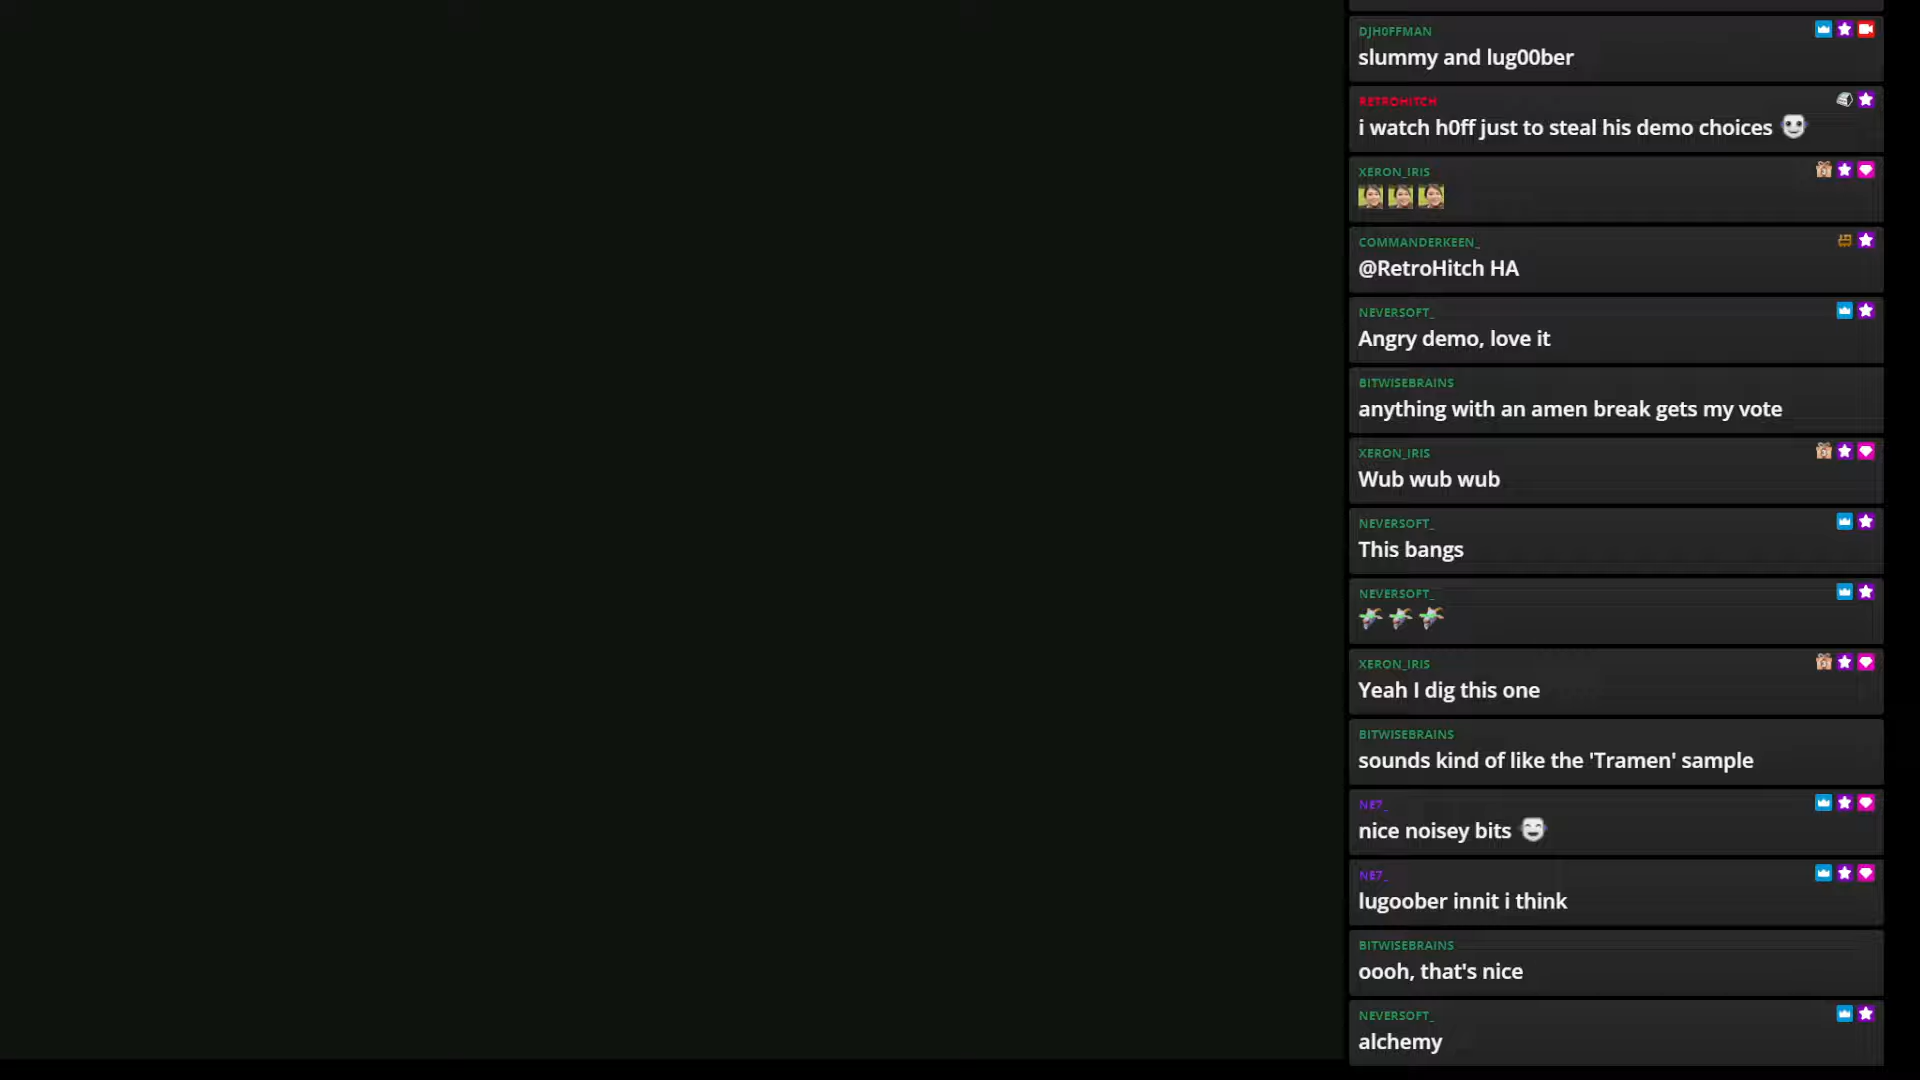 DJH0FFMAN
slummy and lug00ber
RETROHITCH
i watch h0ff just to steal his demo choices
XERON_IRIS
COMMANDERKEEN_
@RetroHitch HA
NEVERSOFT_
Angry demo, love it
BITWISEBRAINS
anything with an amen break gets my vote
XERON_IRIS
Wub wub wub
NEVERSOFT_
This bangs
NEVERSOFT_
XERON_IRIS
Yeah I dig this one
BITWISEBRAINS
sounds kind of like the 'Tramen' sample
NE7_
nice noisey bits
NE7_
lugoober innit i think
BITWISEBRAINS
oooh, that's nice
NEVERSOFT_
alchemy